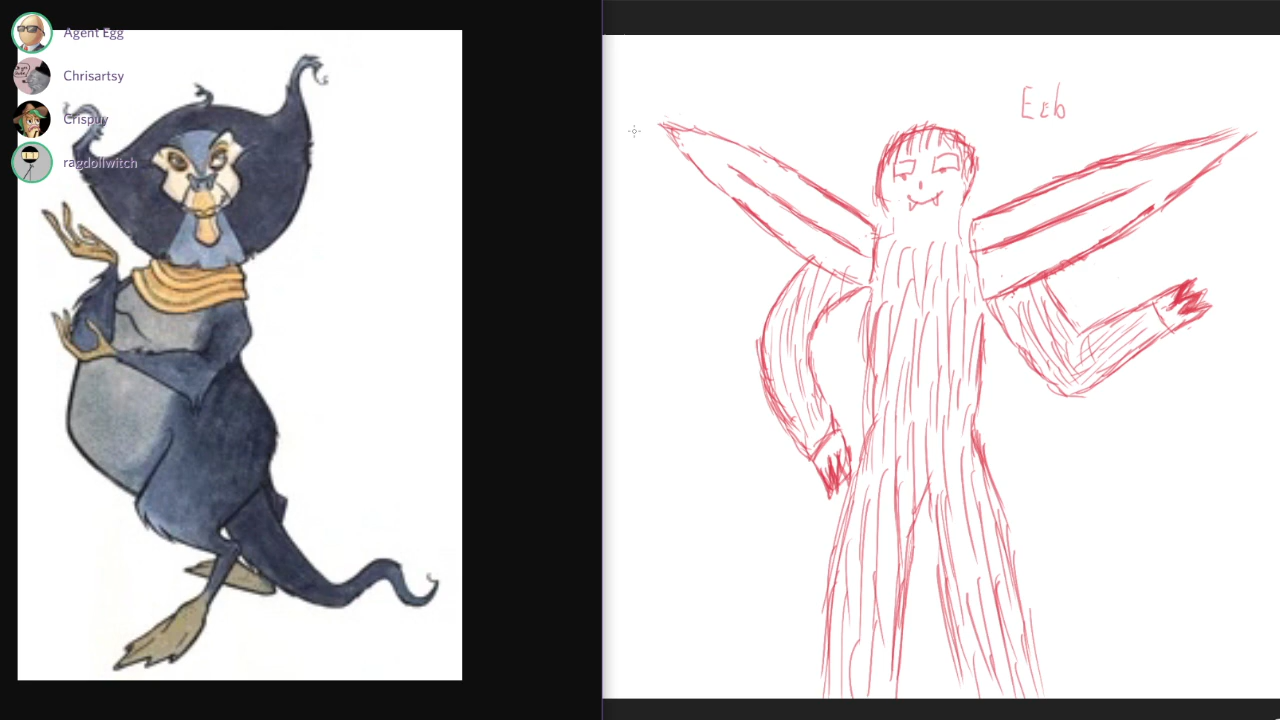 Agent Egg
Chrisartsy
Crispuy
ragdollwitch
Erb